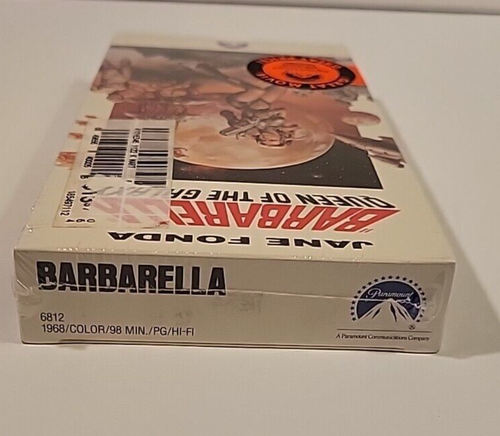 JANE FONDA
"BARBARELLA
QUEEN OF THE GALAXY
BARBARELLA
6812
1968/COLOR/98 MIN./PG/HI-FI
Paramount
A Paramount Communications Company